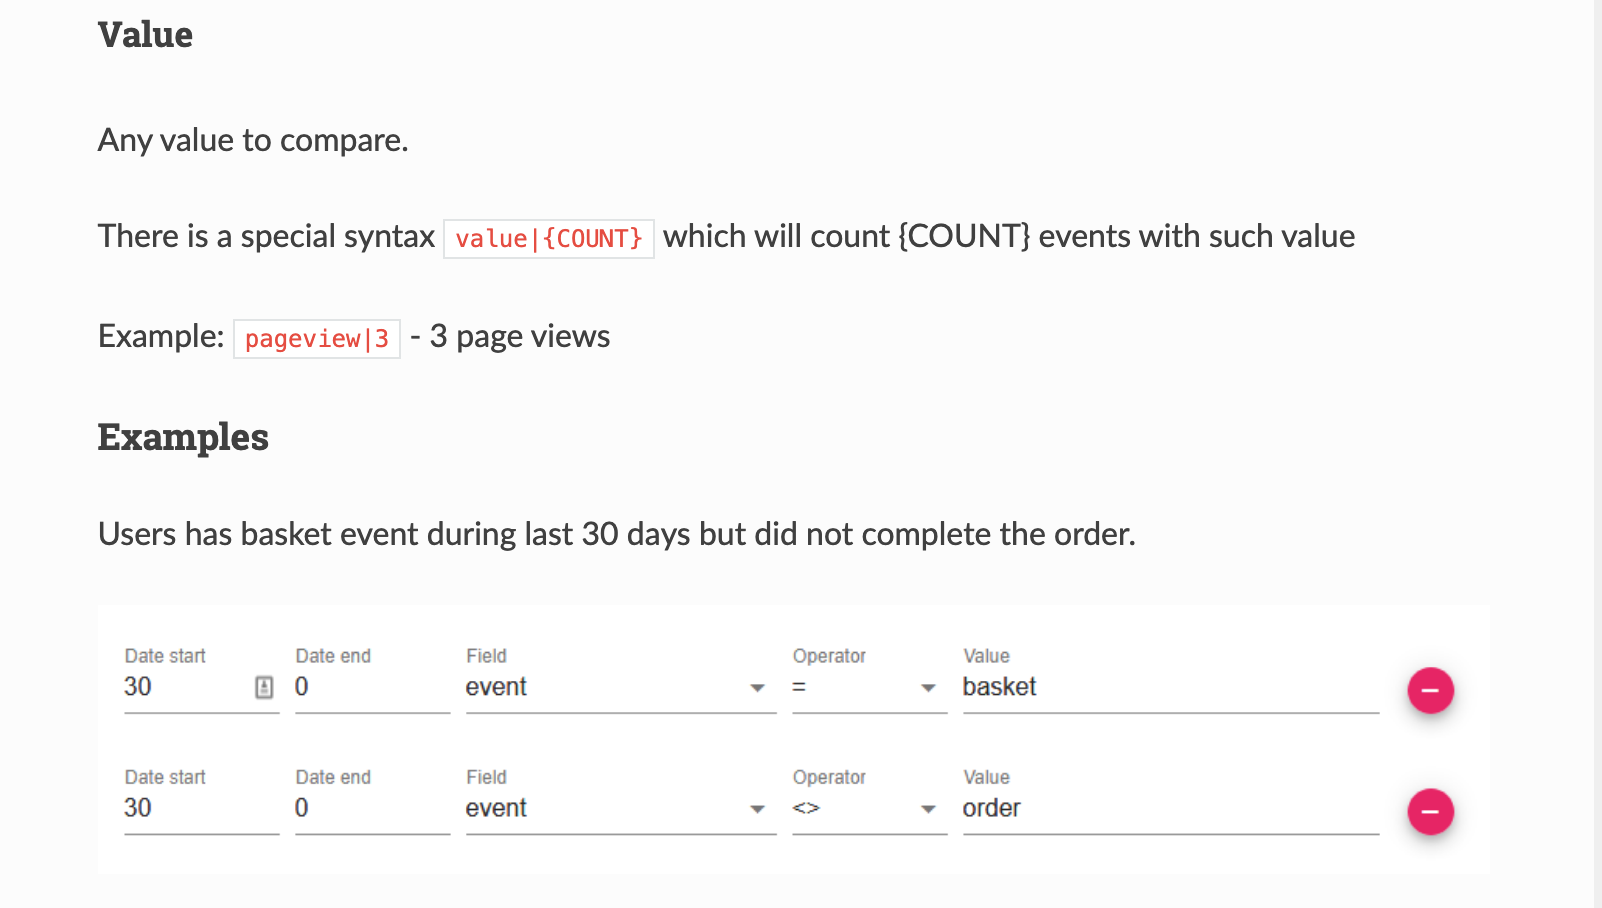 Value
Any value to compare.
There is a special syntax value|{COUNT} which will count {COUNT} events with such value
Example: pageview|3 - 3 page views
Examples
Users has basket event during last 30 days but did not complete the order.
Date start Date end Field Operator Value
30 0 event = basket
Date start Date end Field Operator Value
30 0 event <> order